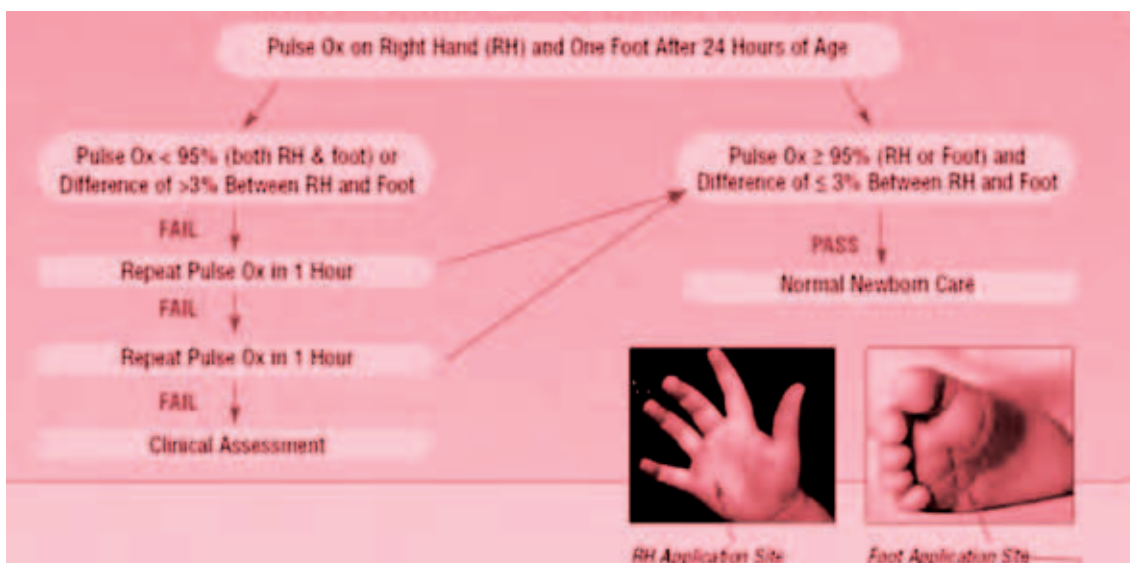 Pulse Ox on Right Hand (RH) and One Foot After 24 Hours of Age
Pulse Ox < 95% (both RH & foot) or
Difference of >3% Between RH and Foot
FAIL
Repeat Pulse Ox in 1 Hour
FAIL
Repeat Pulse Ox in 1 Hour
FAIL
Clinical Assessment
Pulse Ox ≥ 95% (RH or Foot) and
Difference of ≤ 3% Between RH and Foot
PASS
Normal Newborn Care
RH Application Site
Foot Application Site